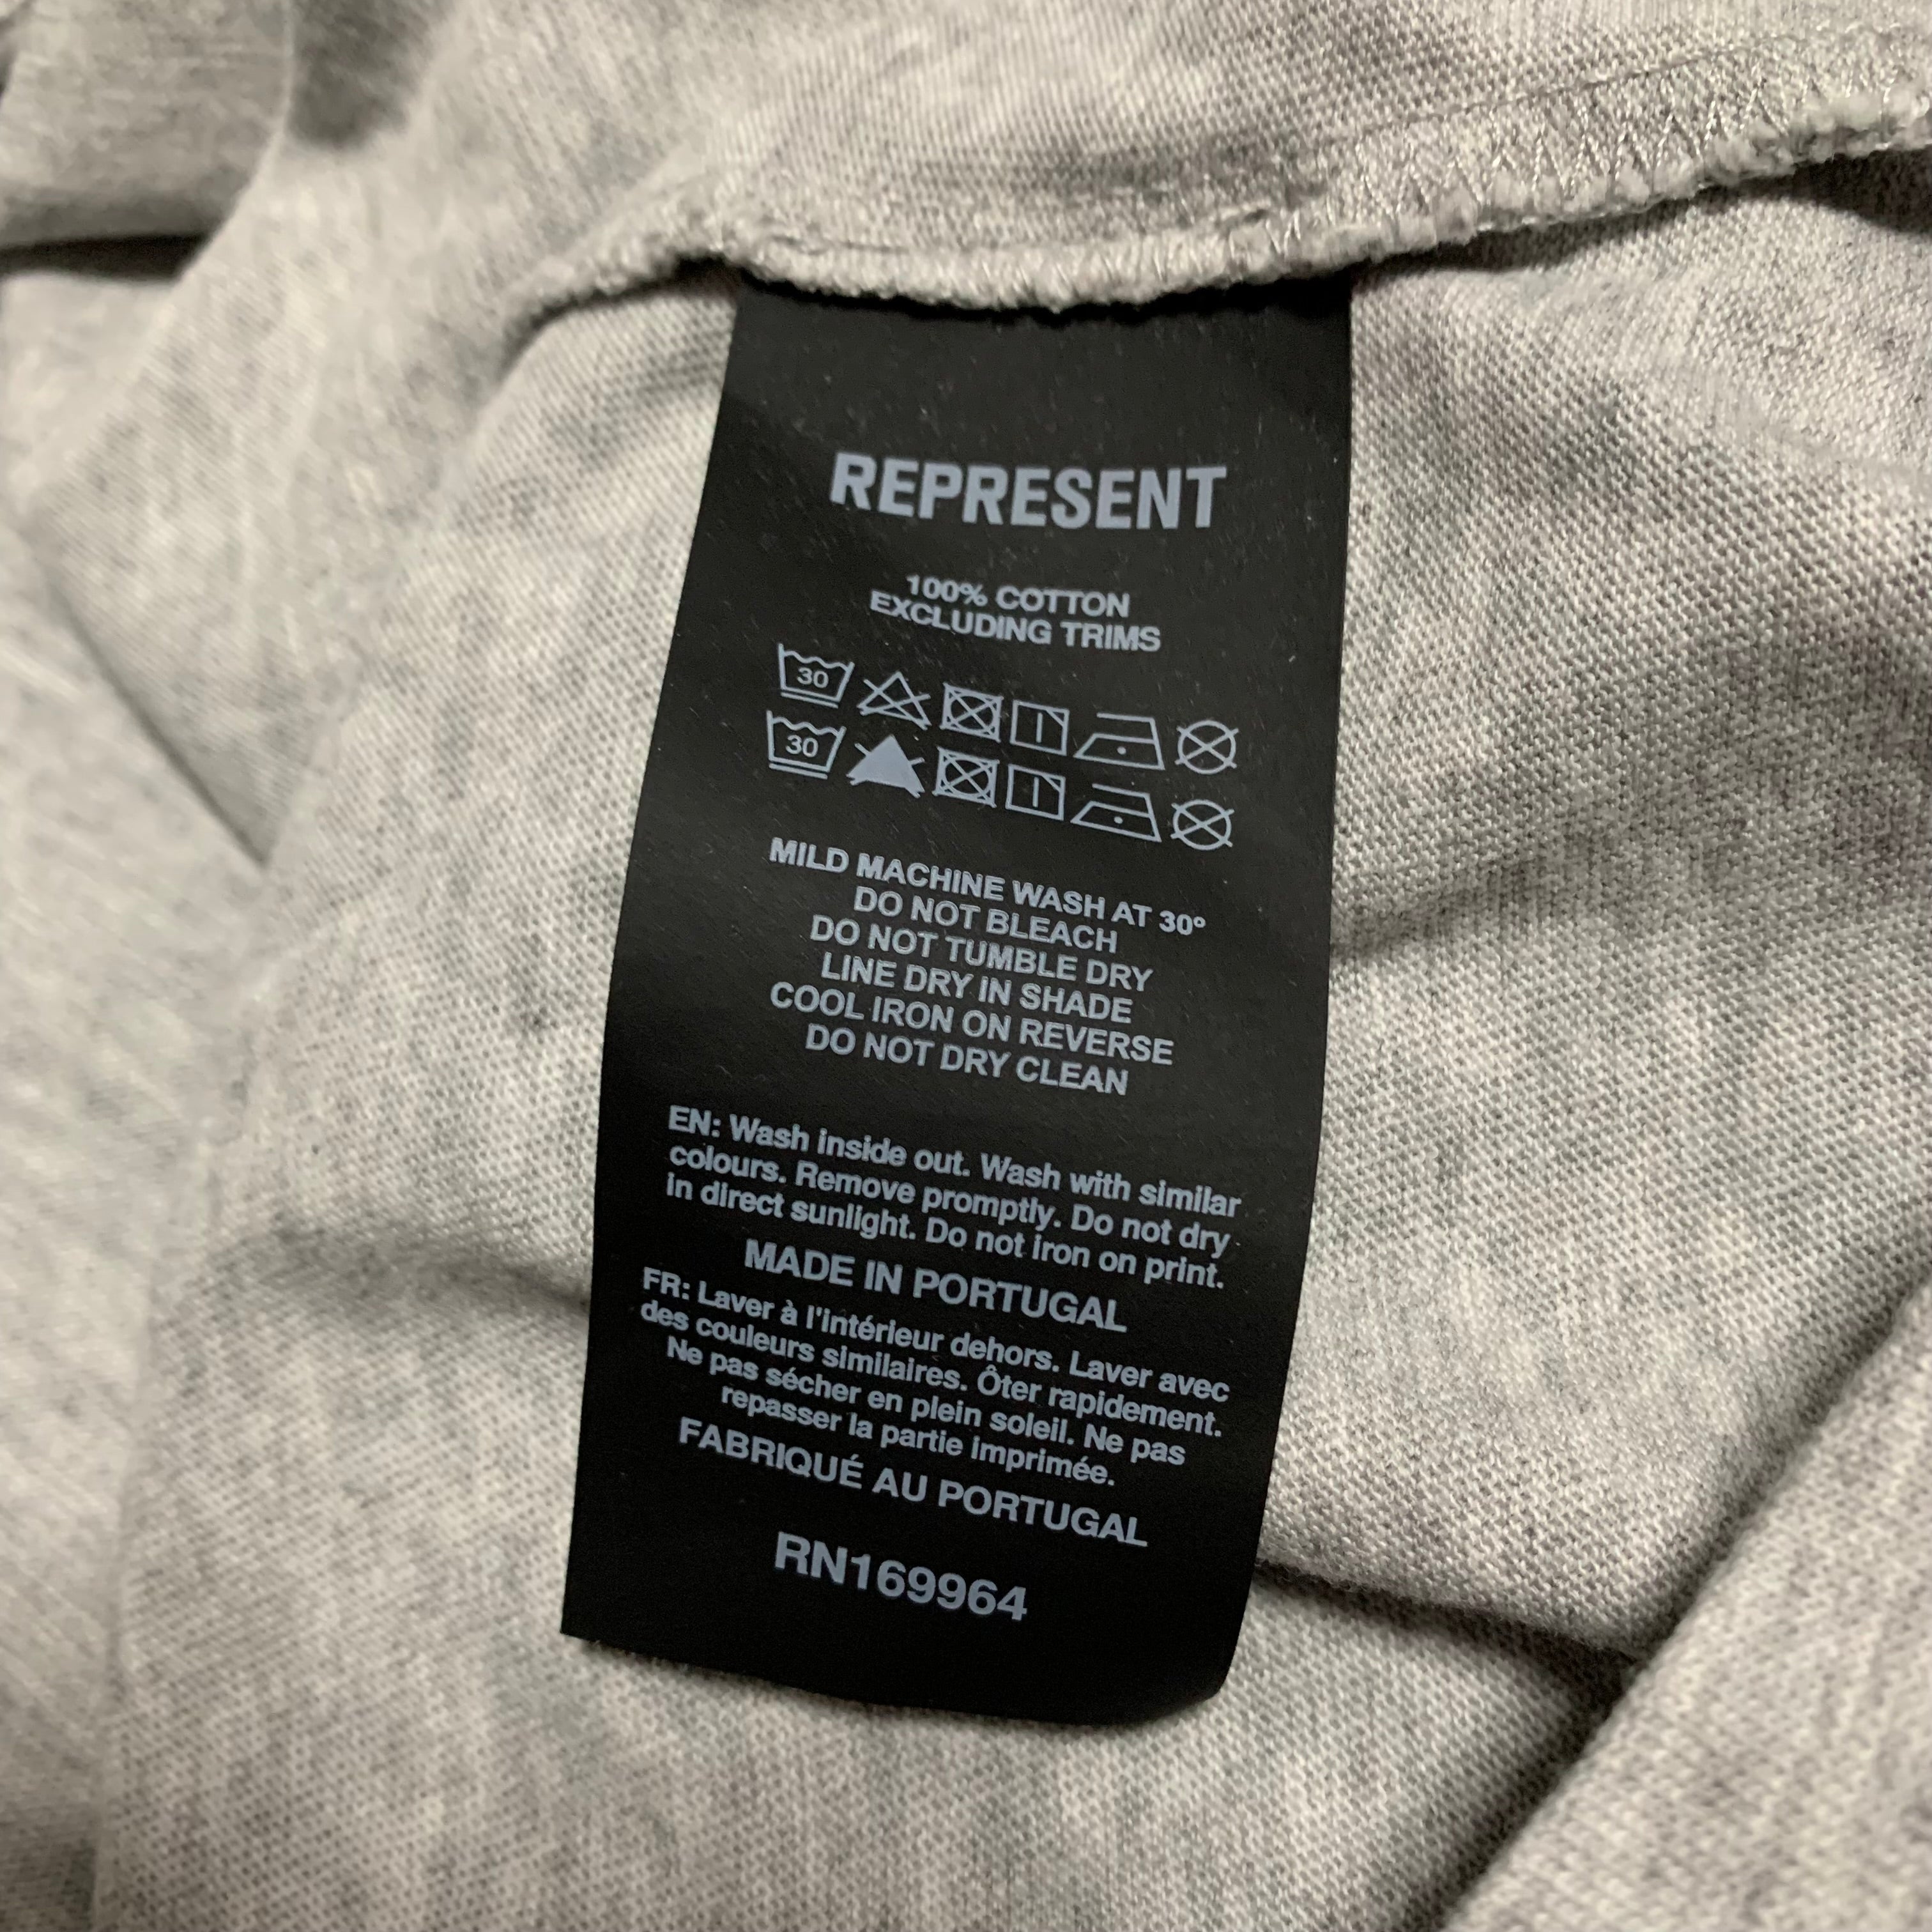 REPRESENT
100% COTTON
EXCLUDING TRIMS
30
30
MILD MACHINE WASH AT 30º
DO NOT BLEACH
DO NOT TUMBLE DRY
LINE DRY IN SHADE
COOL IRON ON REVERSE
DO NOT DRY CLEAN
EN: Wash inside out. Wash with similar
colours. Remove promptly. Do not dry
in direct sunlight. Do not iron on print.
MADE IN PORTUGAL
FR: Laver à l'intérieur dehors. Laver avec
des couleurs similaires. Ôter rapidement.
Ne pas sécher en plein soleil. Ne pas
repasser la partie imprimée.
FABRIQUÉ AU PORTUGAL
RN169964